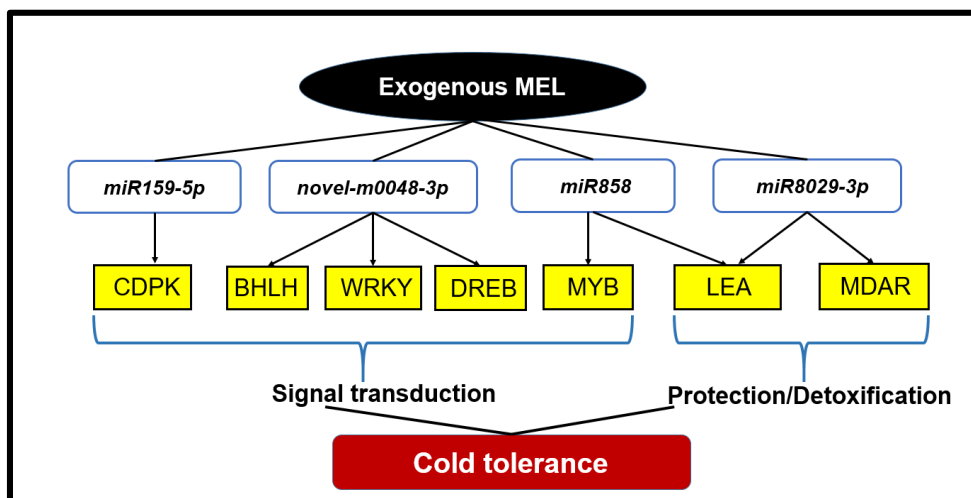 Exogenous MEL
miR159-5p
novel-m0048-3p
miR858
miR8029-3p
CDPK
BHLH
WRKY
DREB
MYB
LEA
MDAR
Signal transduction
Protection/Detoxification
Cold tolerance